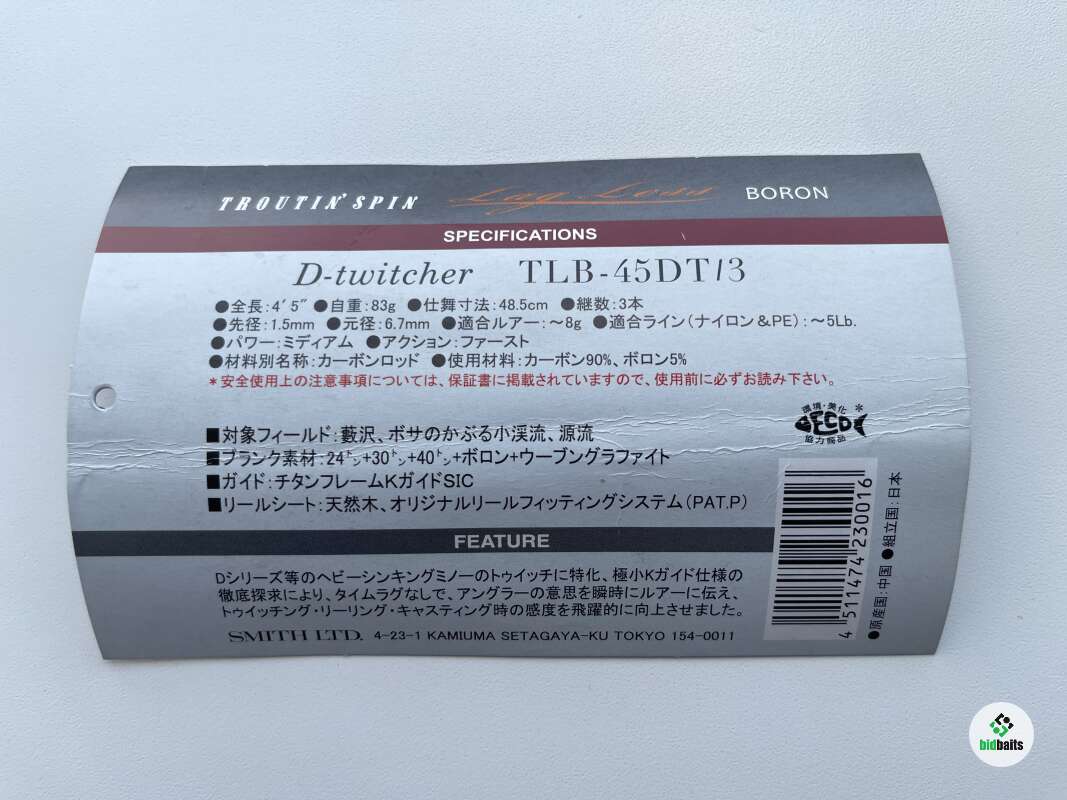 TROUTIN' SPIN Lag Less BORON
SPECIFICATIONS
D-twitcher TLB-45DT/3
●全長:4′5″ ●自重:83g ●仕舞寸法:48.5cm ●継数:3本
●先径:1.5mm ●元径:6.7mm ●適合ルアー:〜8g ●適合ライン(ナイロン&PE):〜5Lb.
●パワー:ミディアム ●アクション:ファースト
●材料別名称:カーボンロッド ●使用材料:カーボン90%、ボロン5%
*安全使用上の注意事項については、保証書に掲載されていますので、使用前に必ずお読み下さい。
環境・美化 *
ECO
協力商品
■対象フィールド:藪沢、ボサのかぶる小渓流、源流
■ブランク素材:24㌧+30㌧+40㌧+ボロン+ウーブングラファイト
■ガイド:チタンフレームKガイドSIC
■リールシート:天然木、オリジナルリールフィッティングシステム(PAT.P)
FEATURE
Dシリーズ等のヘビーシンキングミノーのトゥイッチに特化、極小Kガイド仕様の
徹底探求により、タイムラグなしで、アングラーの意思を瞬時にルアーに伝え、
トゥイッチング・リーリング・キャスティング時の感度を飛躍的に向上させました。
SMITH LTD. 4-23-1 KAMIUMA SETAGAYA-KU TOKYO 154-0011
4 511474 230016
●原産国:中国 ●組立国:日本
bidbaits